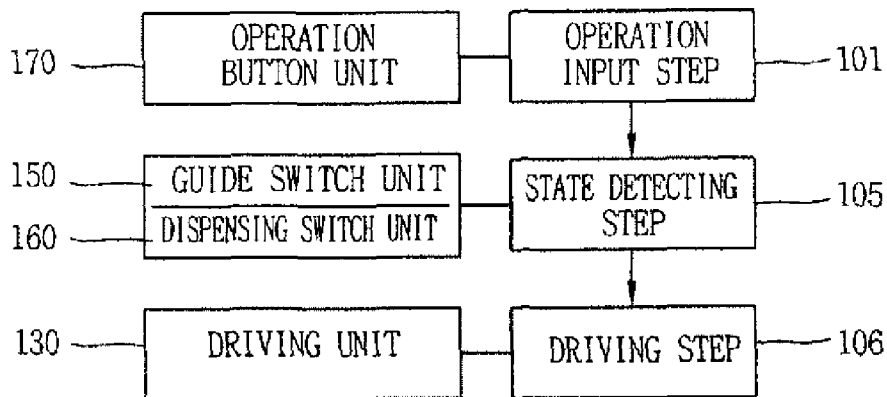 170
OPERATION
BUTTON UNIT
OPERATION
INPUT STEP
101
150
GUIDE SWITCH UNIT
160
DISPENSING SWITCH UNIT
STATE DETECTING
STEP
105
130
DRIVING UNIT
DRIVING STEP
106